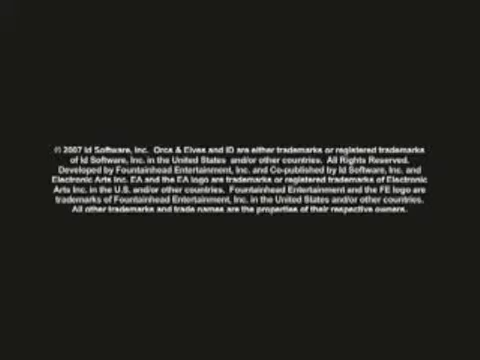 © 2007 Id Software, Inc. Orcs & Elves and ID are either trademarks or registered trademarks
of Id Software, Inc. in the United States and/or other countries. All Rights Reserved.
Developed by Fountainhead Entertainment, Inc. and Co-published by Id Software, Inc. and
Electronic Arts Inc. EA and the EA logo are trademarks or registered trademarks of Electronic
Arts Inc. in the U.S. and/or other countries. Fountainhead Entertainment and the FE logo are
trademarks of Fountainhead Entertainment, Inc. in the United States and/or other countries.
All other trademarks and trade names are the properties of their respective owners.